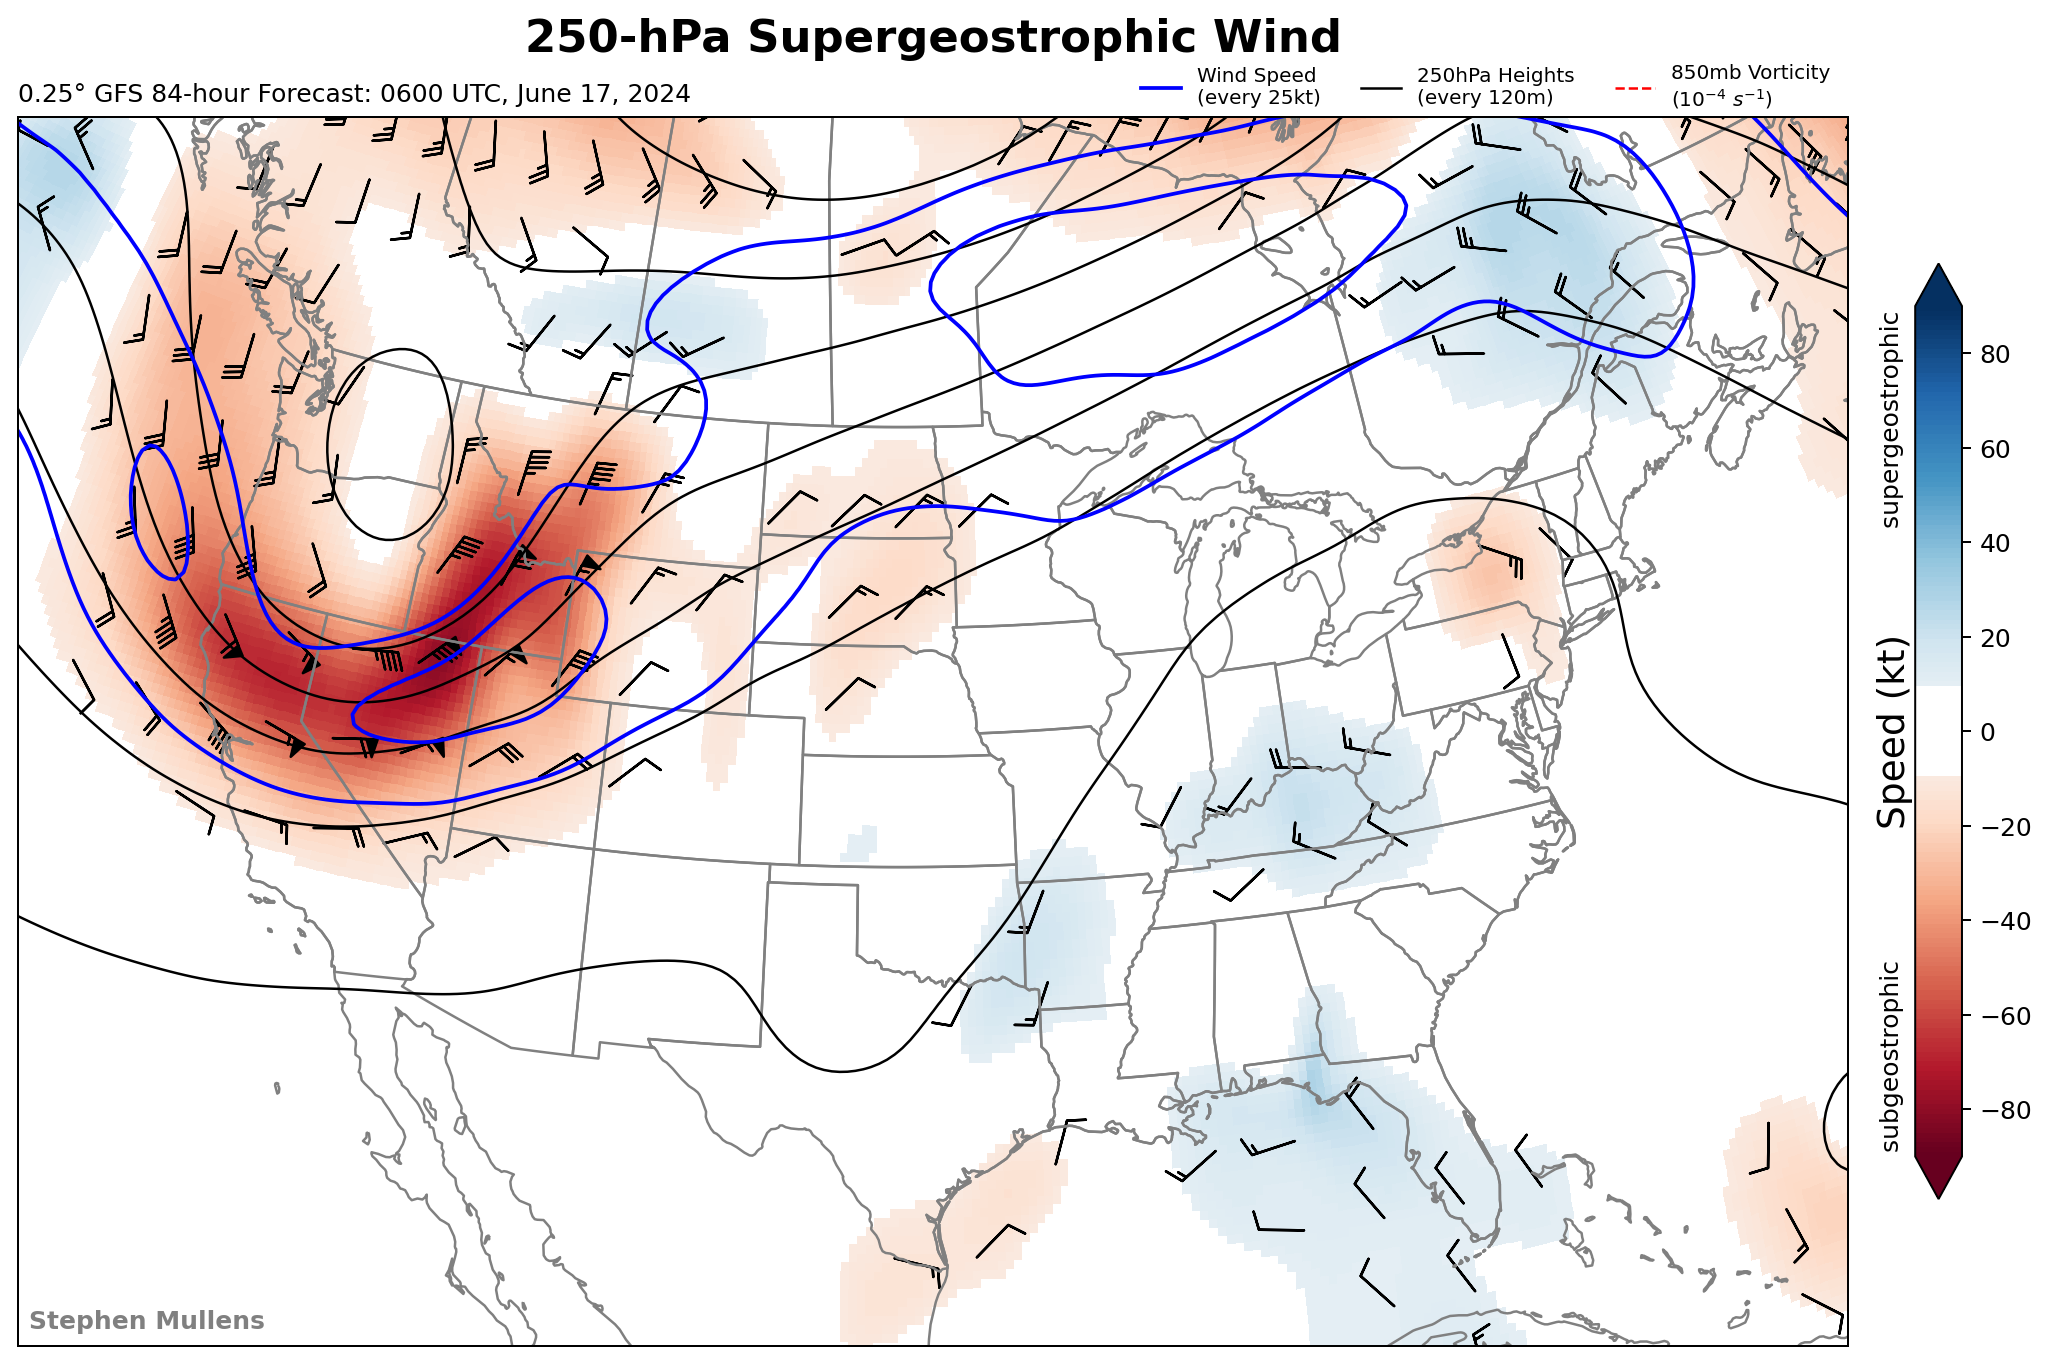 250-hPa Supergeostrophic Wind
0.25° GFS 84-hour Forecast: 0600 UTC, June 17, 2024
Wind Speed
(every 25kt)
250hPa Heights
(every 120m)
850mb Vorticity
(10⁻⁴ s⁻¹)
supergeostrophic
Speed (kt)
subgeostrophic
80
60
40
20
0
−20
−40
−60
−80
Stephen Mullens